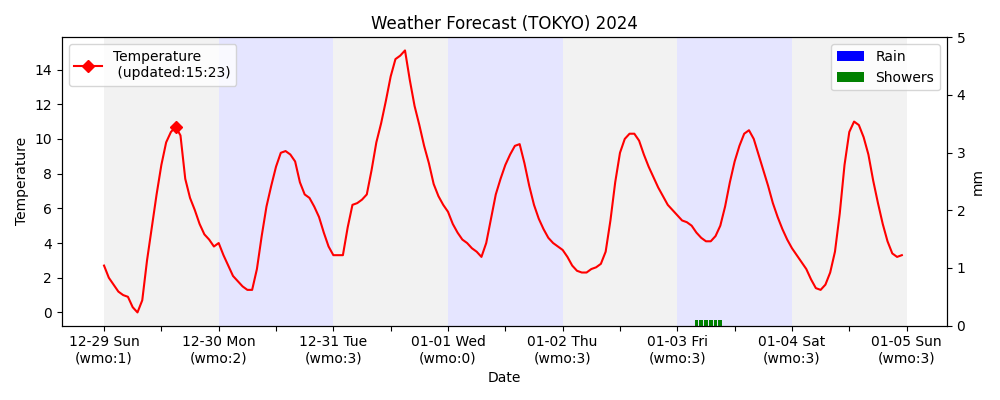 Weather Forecast (TOKYO) 2024
Temperature
(updated:15:23)
Rain
Showers
Temperature
14
12
10
8
6
4
2
0
5
4
3
2
1
0
mm
12-29 Sun
(wmo:1)
12-30 Mon
(wmo:2)
12-31 Tue
(wmo:3)
01-01 Wed
(wmo:0)
01-02 Thu
(wmo:3)
01-03 Fri
(wmo:3)
01-04 Sat
(wmo:3)
01-05 Sun
(wmo:3)
Date